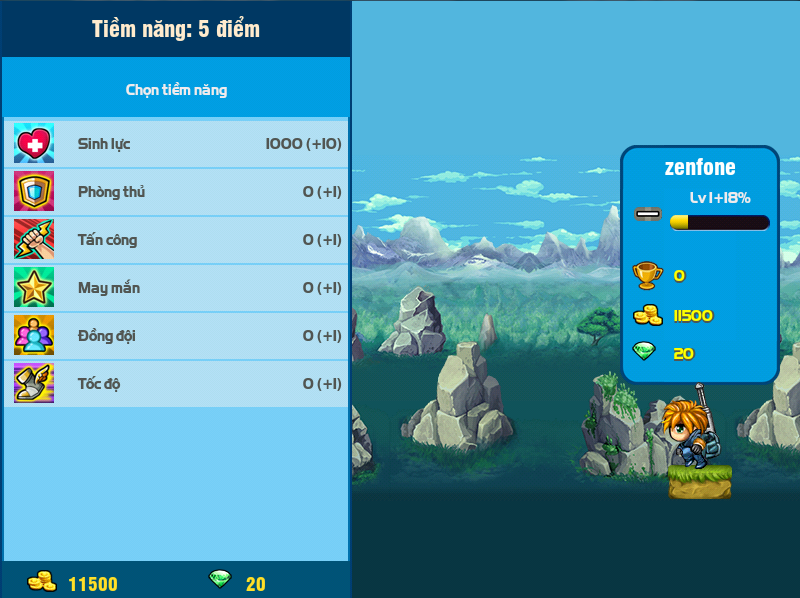 Tiềm năng: 5 điểm
Chọn tiềm năng
Sinh lực 1000 (+10)
Phòng thủ 0 (+1)
Tấn công 0 (+1)
May mắn 0 (+1)
Đồng đội 0 (+1)
Tốc độ 0 (+1)
11500 20
zenfone
Lv 1+18%
0
11500
20